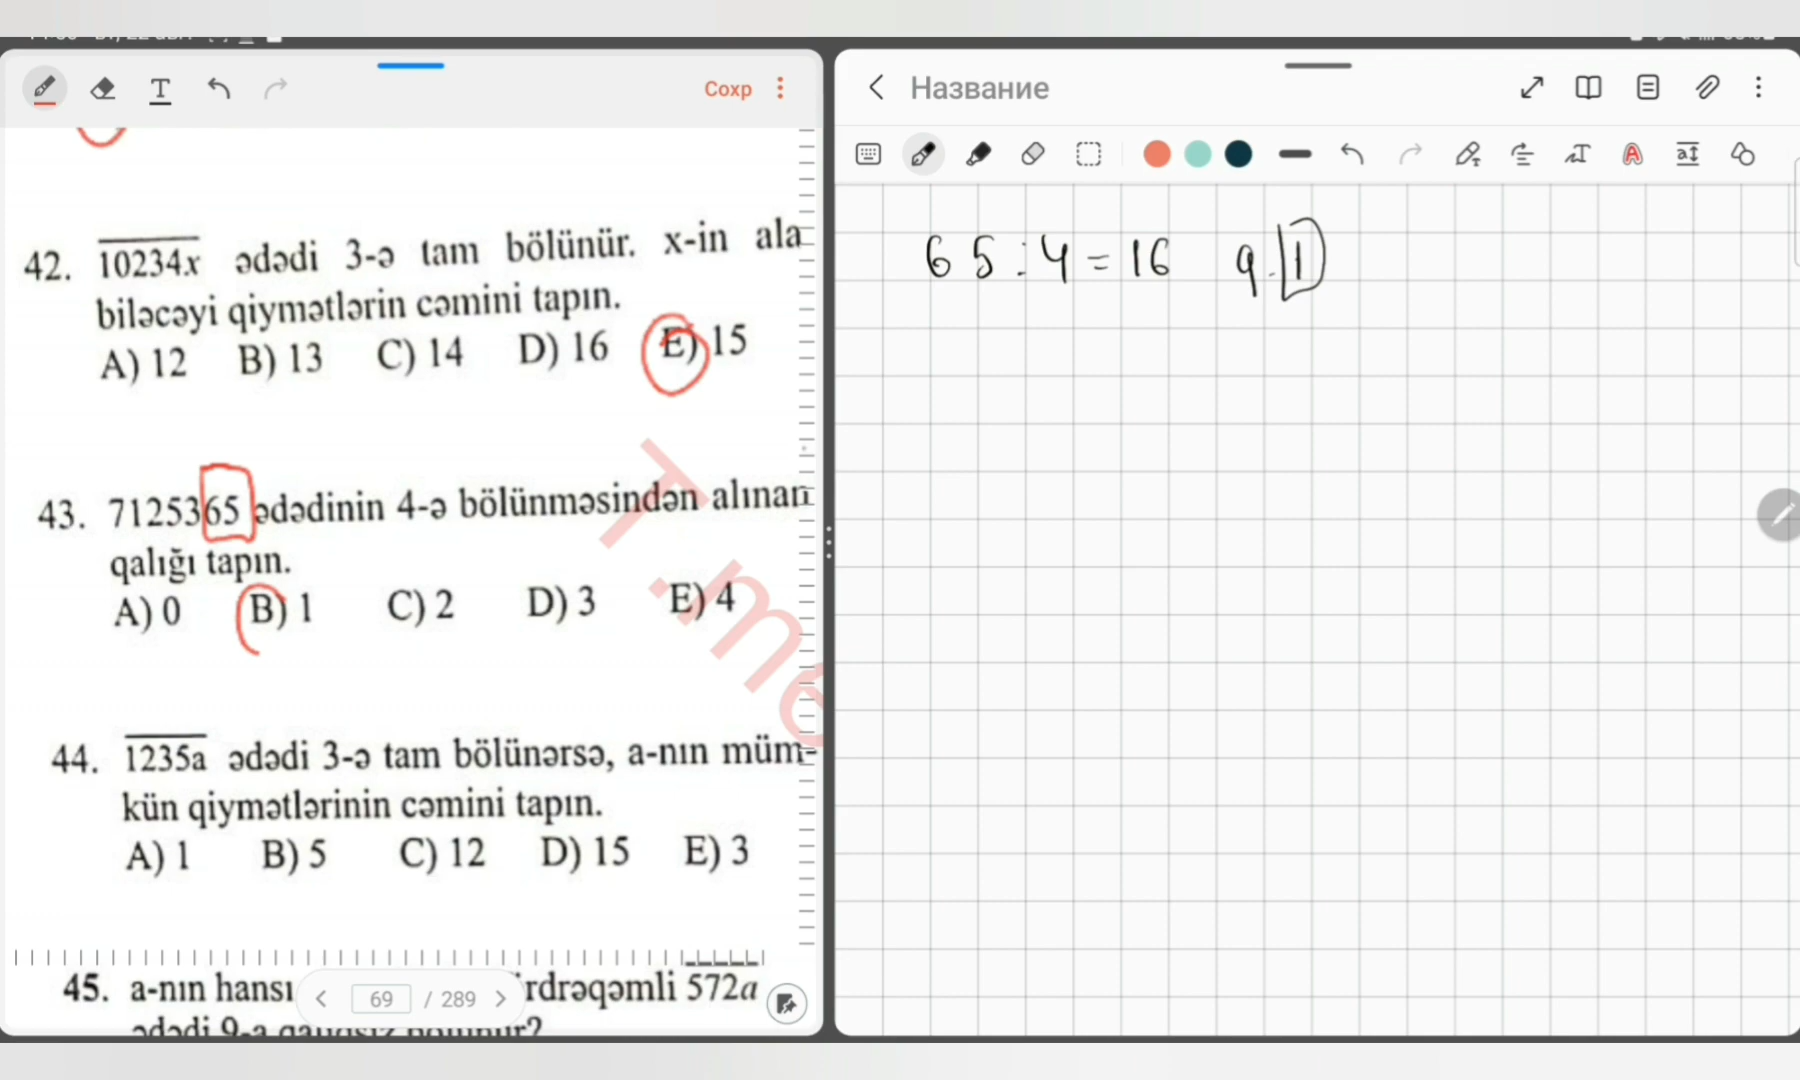 Сохр
42. 10234x ədədi 3-ə tam bölünür. x-in ala
biləcəyi qiymətlərin cəmini tapın.
A) 12 B) 13 C) 14 D) 16 E) 15
43. 7125365 ədədinin 4-ə bölünməsindən alınan
qalığı tapın.
A) 0 B) 1 C) 2 D) 3 E) 4
44. 1235a ədədi 3-ə tam bölünərsə, a-nın müm-
kün qiymətlərinin cəmini tapın.
A) 1 B) 5 C) 12 D) 15 E) 3
45. a-nın hansı rdrəqəmli 572a
69 / 289
T.me
Название
65:4=16 q.1